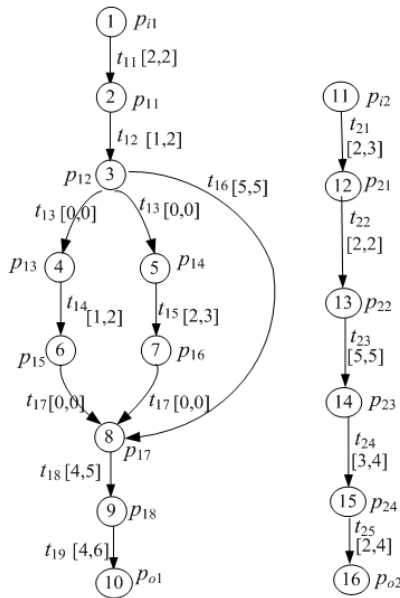 1 p_i1
t_11 [2,2]
2 p_11
t_12 [1,2]
p_12 3
t_16 [5,5]
t_13 [0,0] t_13 [0,0]
p_13 4 5 p_14
t_14 [1,2]
t_15 [2,3]
p_15 6 7 p_16
t_17 [0,0] t_17 [0,0]
8 p_17
t_18 [4,5]
9 p_18
t_19 [4,6]
10 p_o1
11 p_i2
t_21
[2,3]
12 p_21
t_22
[2,2]
13 p_22
t_23
[5,5]
14 p_23
t_24
[3,4]
15 p_24
t_25
[2,4]
16 p_o2